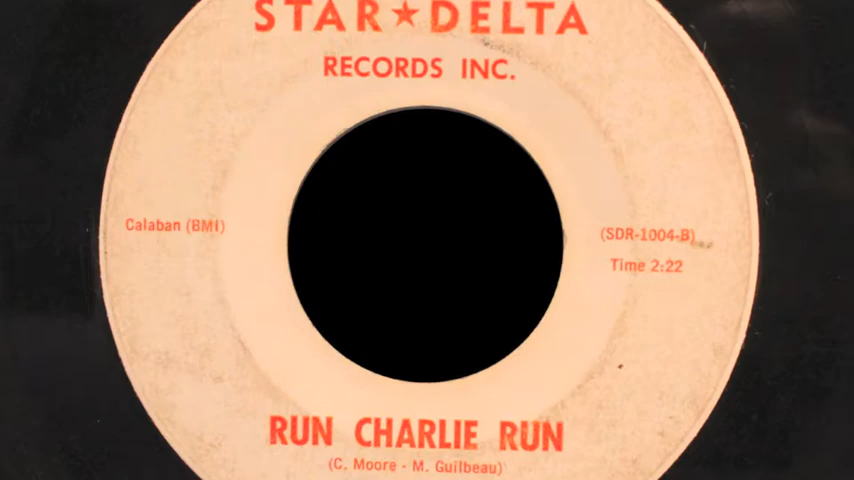 STAR★DELTA
RECORDS INC.
Calaban (BMI)
(SDR-1004-B)
Time 2:22
RUN CHARLIE RUN
(C. Moore - M. Guilbeau)